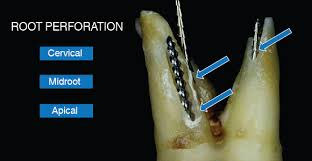 ROOT PERFORATION
Cervical
Midroot
Apical